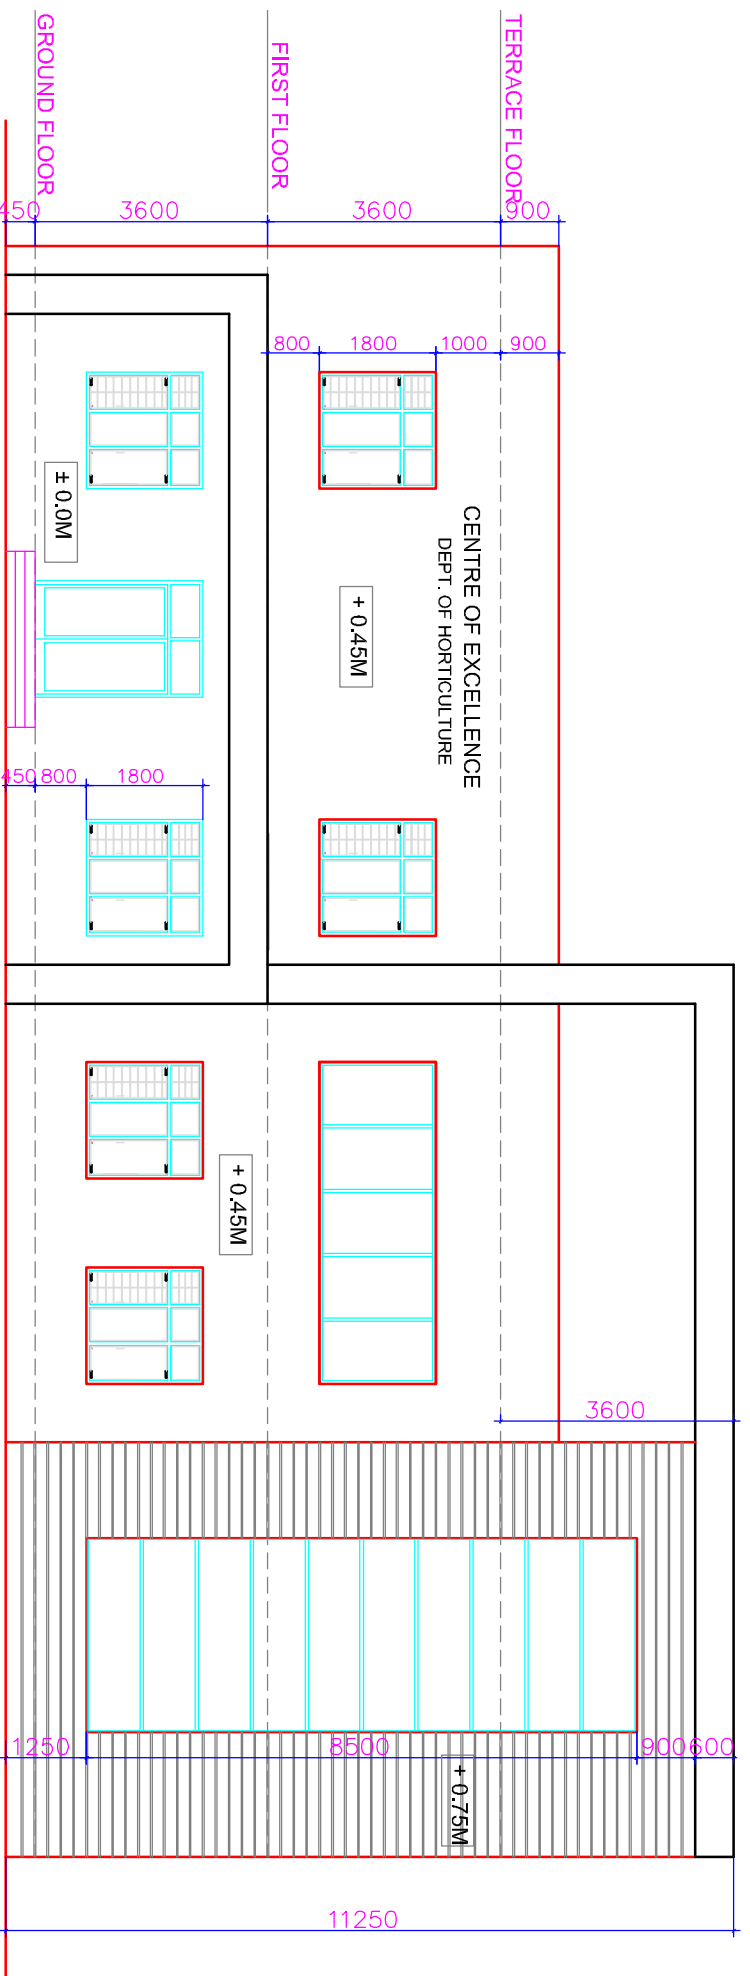 GROUND FLOOR
FIRST FLOOR
TERRACE FLOOR
450
3600
3600
900
800
1800
1000
900
± 0.0M
CENTRE OF EXCELLENCE
DEPT. OF HORTICULTURE
+ 0.45M
450
800
1800
+ 0.45M
3600
1250
8500
900
600
+ 0.75M
11250